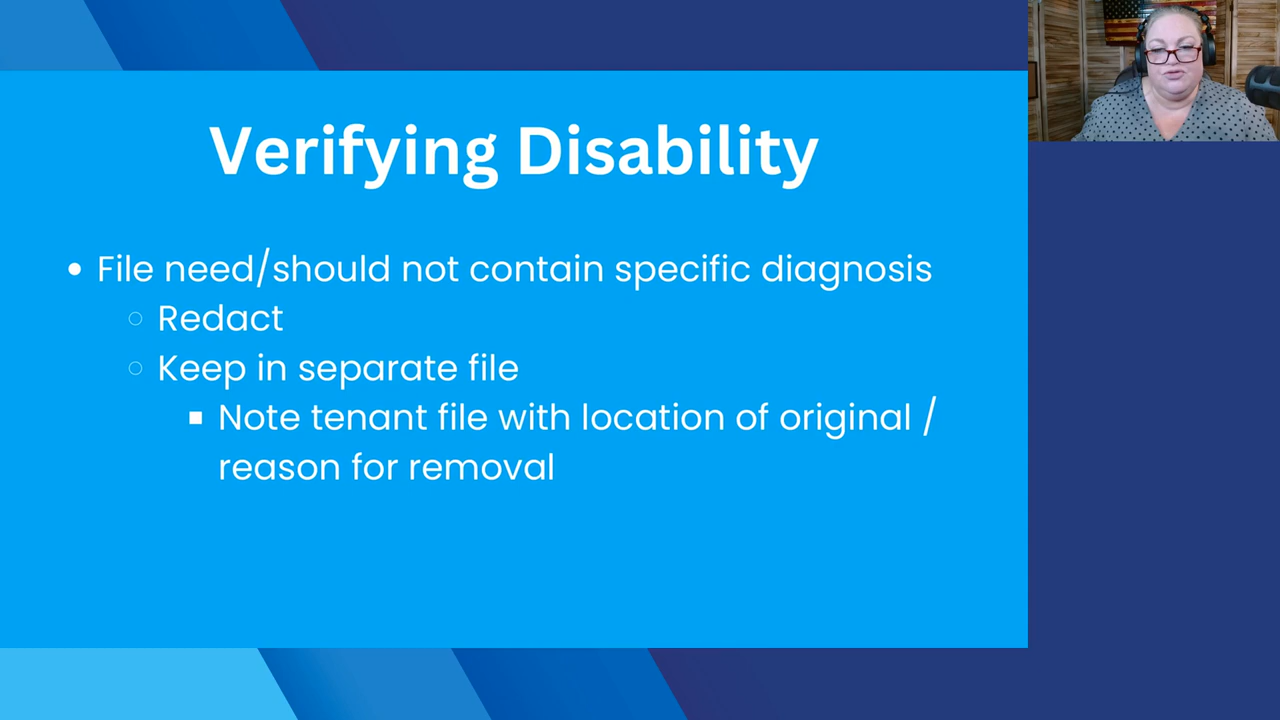 Verifying Disability
• File need/should not contain specific diagnosis
○ Redact
○ Keep in separate file
▪ Note tenant file with location of original /
reason for removal